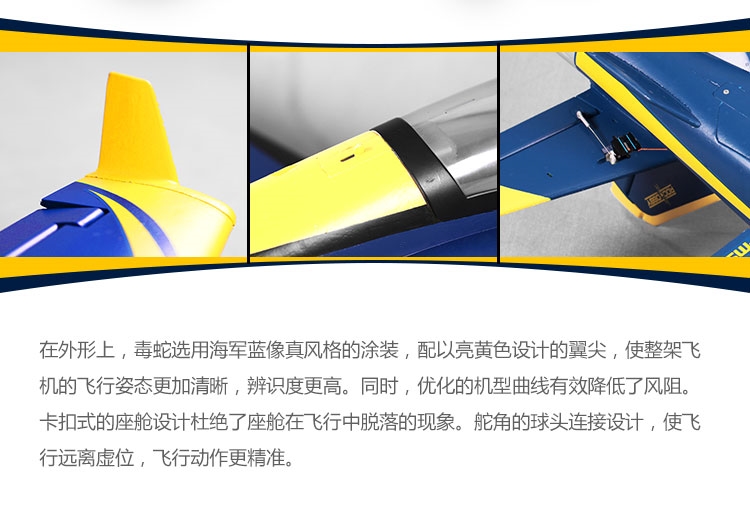 在外形上，毒蛇选用海军蓝像真风格的涂装，配以亮黄色设计的翼尖，使整架飞
机的飞行姿态更加清晰，辨识度更高。同时，优化的机型曲线有效降低了风阻。
卡扣式的座舱设计杜绝了座舱在飞行中脱落的现象。舵角的球头连接设计，使飞
行远离虚位，飞行动作更精准。